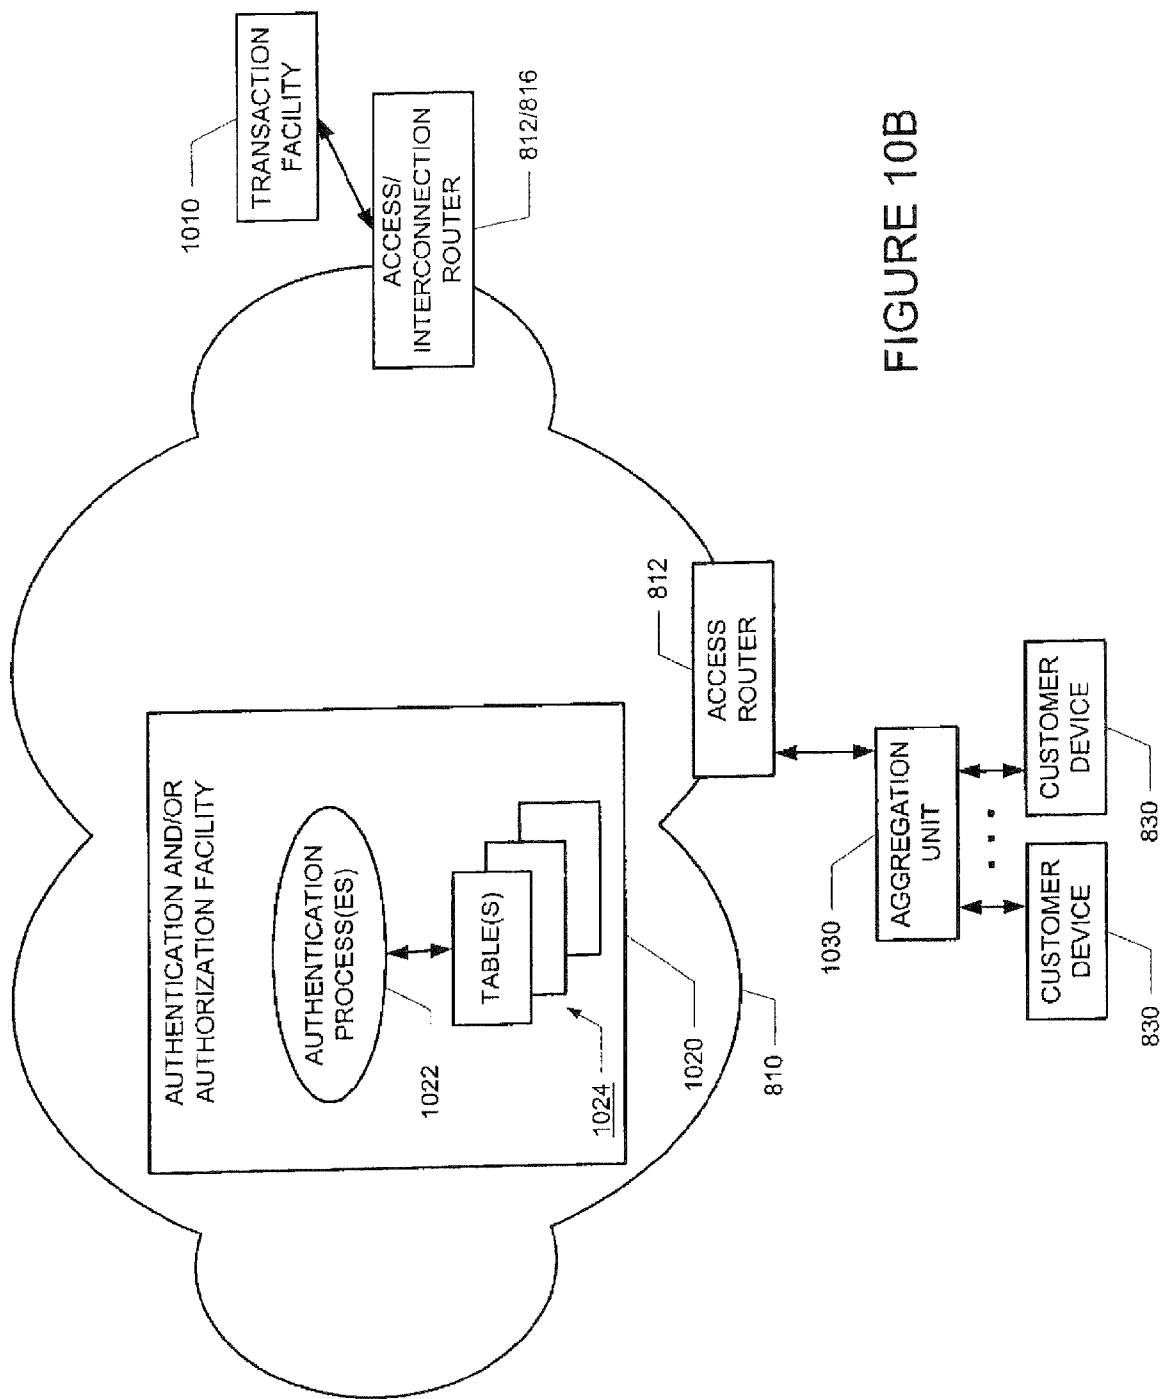 1010
TRANSACTION
FACILITY
ACCESS/
INTERCONNECTION
ROUTER
812/816
AUTHENTICATION AND/OR
AUTHORIZATION FACILITY
AUTHENTICATION
PROCESS(ES)
1022
TABLE(S)
1024
1020
810
812
ACCESS
ROUTER
1030
AGGREGATION
UNIT
CUSTOMER
DEVICE
830
CUSTOMER
DEVICE
830
FIGURE 10B